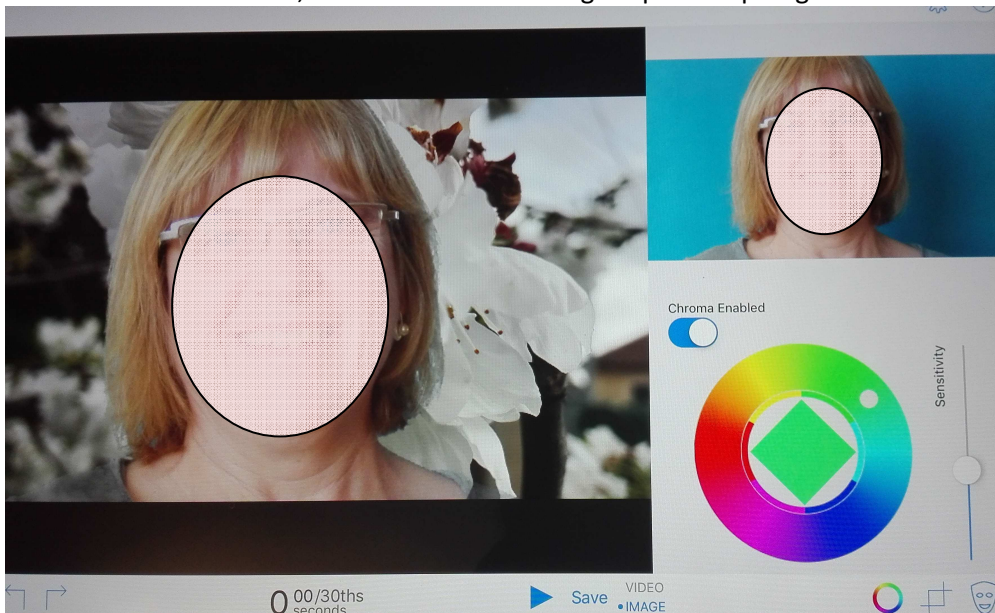 Chroma Enabled
Sensitivity
0 00/30ths
seconds
Save
VIDEO
•IMAGE